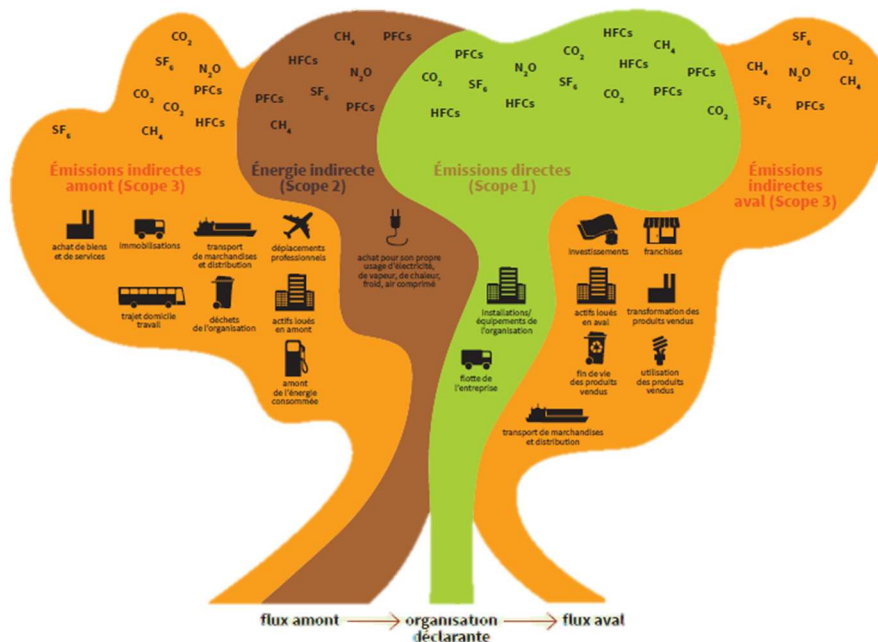 CO₂
SF₆
N₂O
CO₂
PFCs
CO₂
SF₆
CH₄
HFCs
CH₄
PFCs
HFCs
N₂O
SF₆
PFCs
PFCs
CH₄
PFCs
CO₂
SF₆
N₂O
HFCs
CO₂
HFCs
CH₄
PFCs
CO₂
PFCs
CO₂
SF₆
CO₂
CH₄
N₂O
CH₄
SF₆
PFCs
Émissions indirectes
amont (Scope 3)
Énergie indirecte
(Scope 2)
Émissions directes
(Scope 1)
Émissions
indirectes
aval (Scope 3)
achat de biens
et de services
immobilisations
transport
de marchandises
et distribution
déplacements
professionnels
trajet domicile
travail
déchets
de l'organisation
actifs loués
en amont
amont
de l'énergie
consommée
achat pour son propre
usage d'électricité,
de vapeur, de chaleur,
froid, air comprimé
installations/
équipements de
l'organisation
flotte de
l'entreprise
investissements
franchises
actifs loués
en aval
transformation des
produits vendus
fin de vie
des produits
vendus
utilisation
des produits
vendus
transport de marchandises
et distribution
flux amont → organisation → flux aval
déclarante